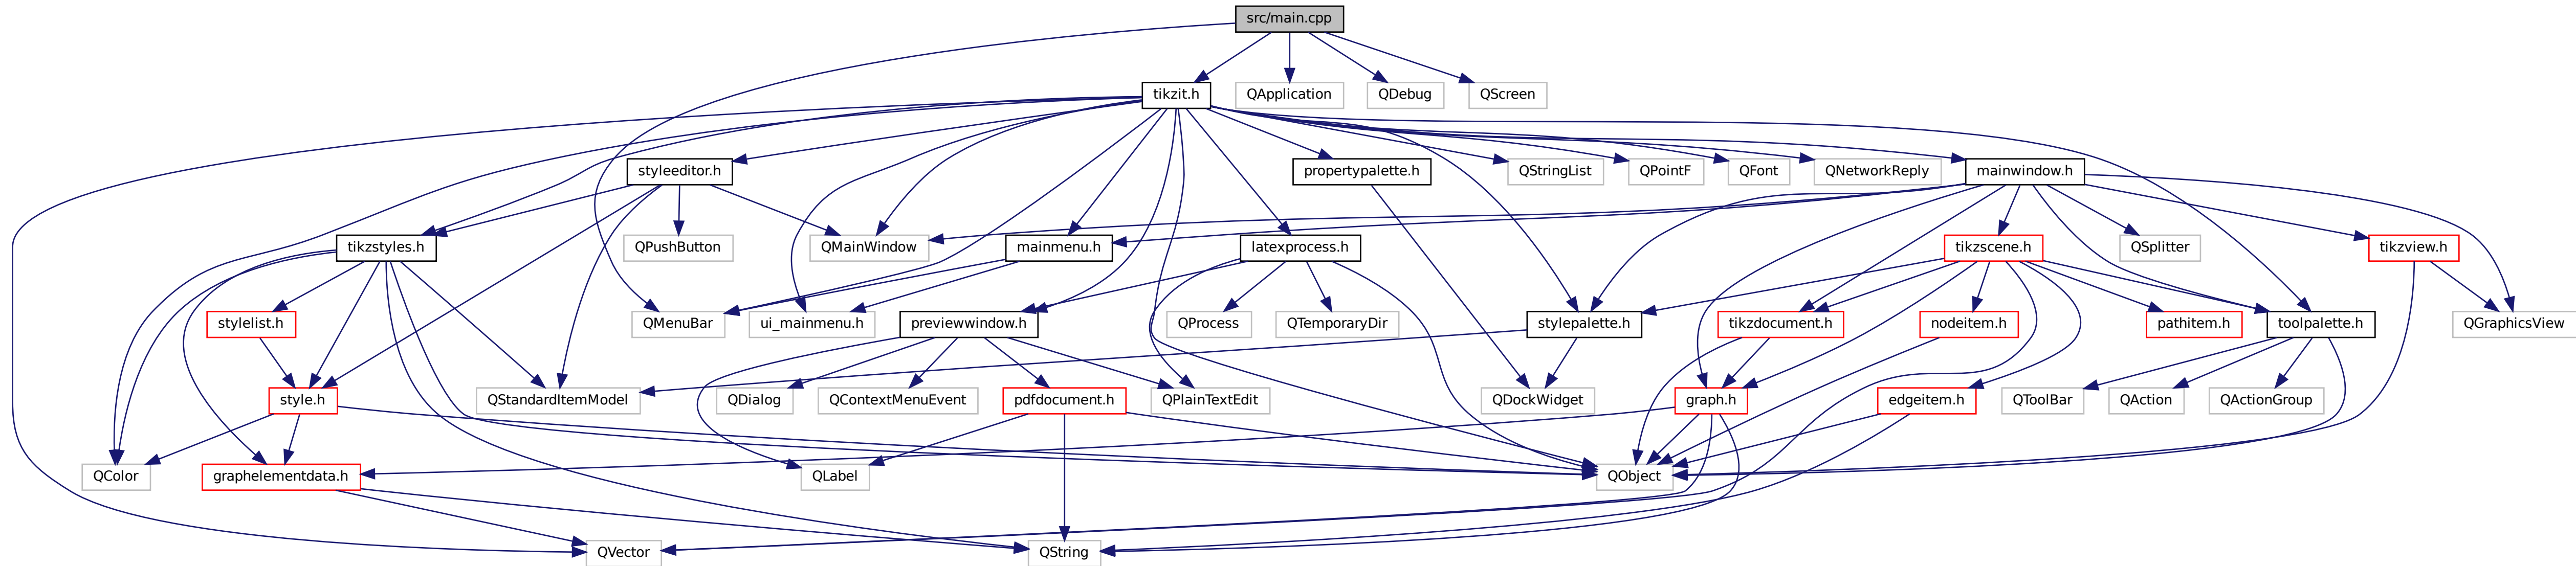 src/main.cpp
tikzit.h
QApplication
QDebug
QScreen
styleeditor.h
propertypalette.h
QStringList
QPointF
QFont
QNetworkReply
mainwindow.h
tikzstyles.h
QPushButton
QMainWindow
mainmenu.h
latexprocess.h
tikzscene.h
QSplitter
tikzview.h
stylelist.h
QMenuBar
ui_mainmenu.h
previewwindow.h
QProcess
QTemporaryDir
stylepalette.h
tikzdocument.h
nodeitem.h
pathitem.h
toolpalette.h
QGraphicsView
style.h
QStandardItemModel
QDialog
QContextMenuEvent
pdfdocument.h
QPlainTextEdit
QDockWidget
graph.h
edgeitem.h
QToolBar
QAction
QActionGroup
QColor
graphelementdata.h
QLabel
QObject
QVector
QString